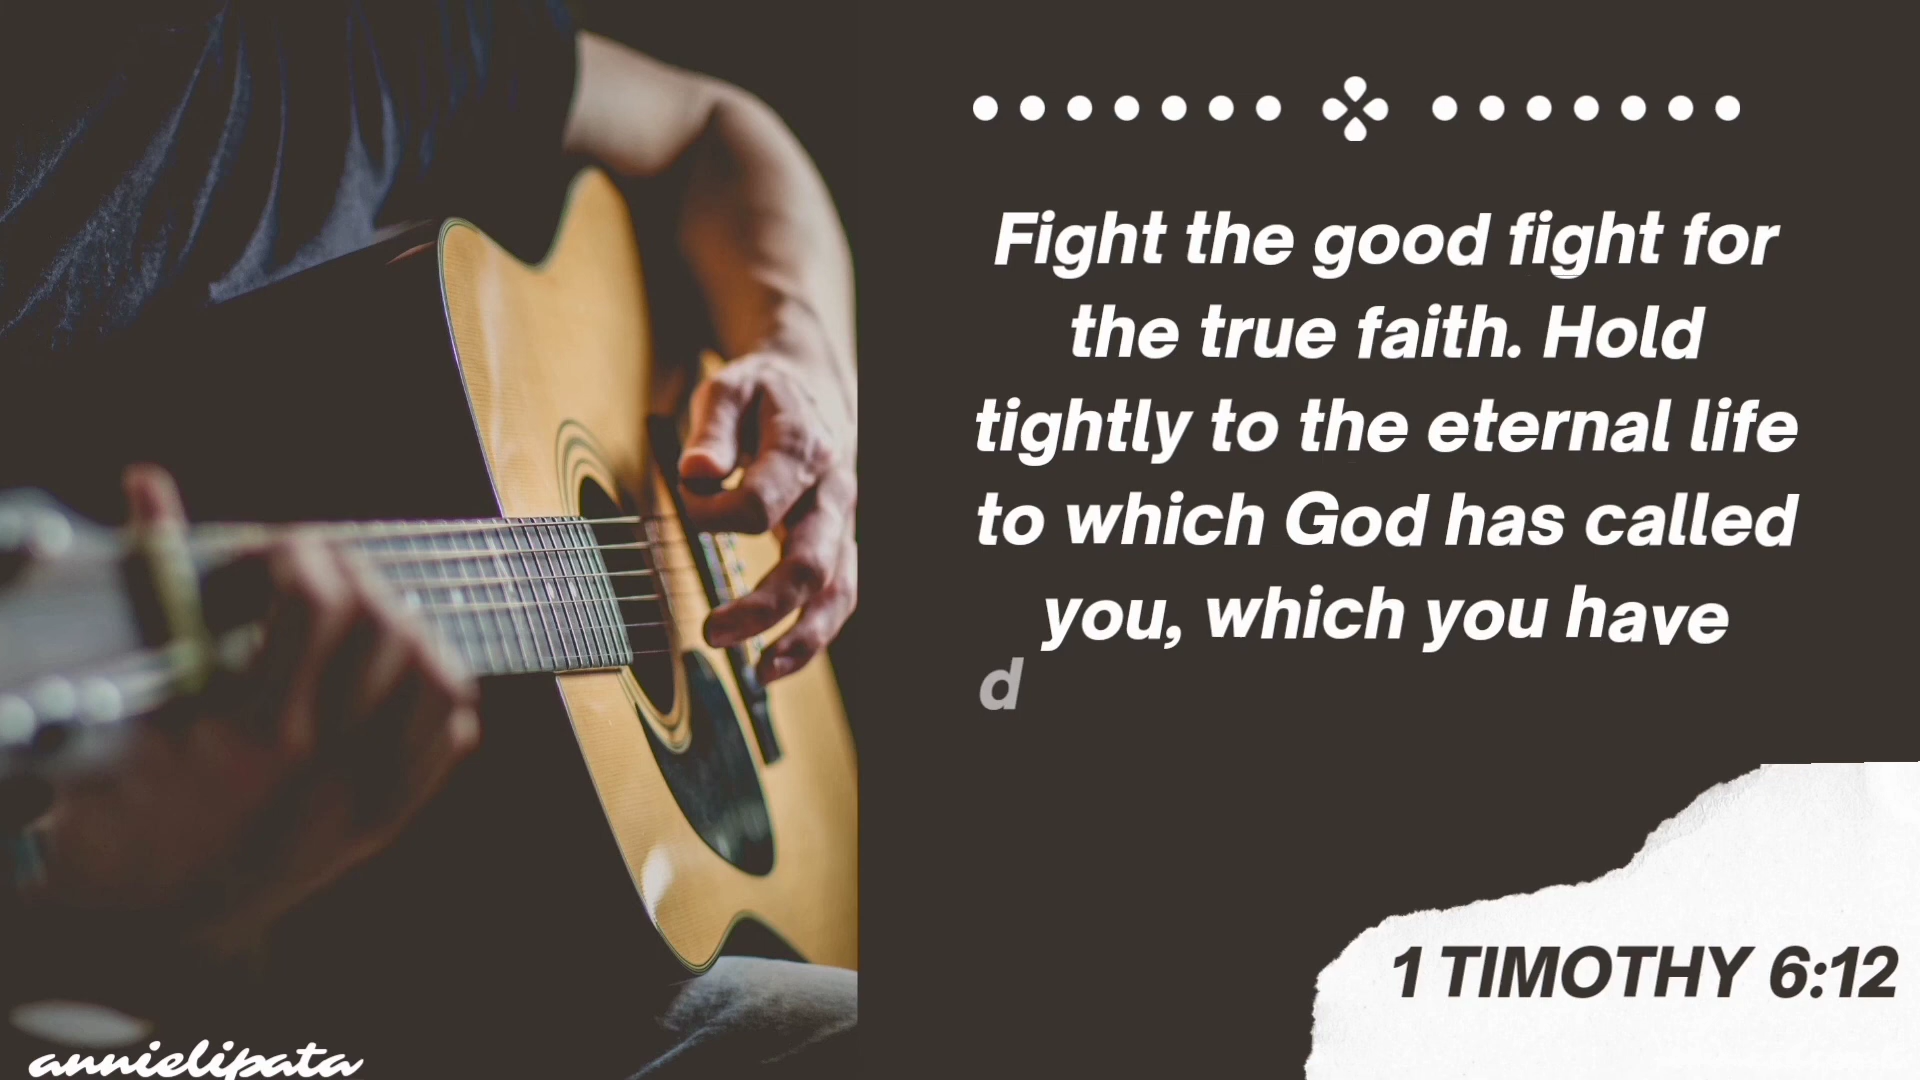 Fight the good fight for
the true faith. Hold
tightly to the eternal life
to which God has called
you, which you have
d
1 TIMOTHY 6:12
annielipata